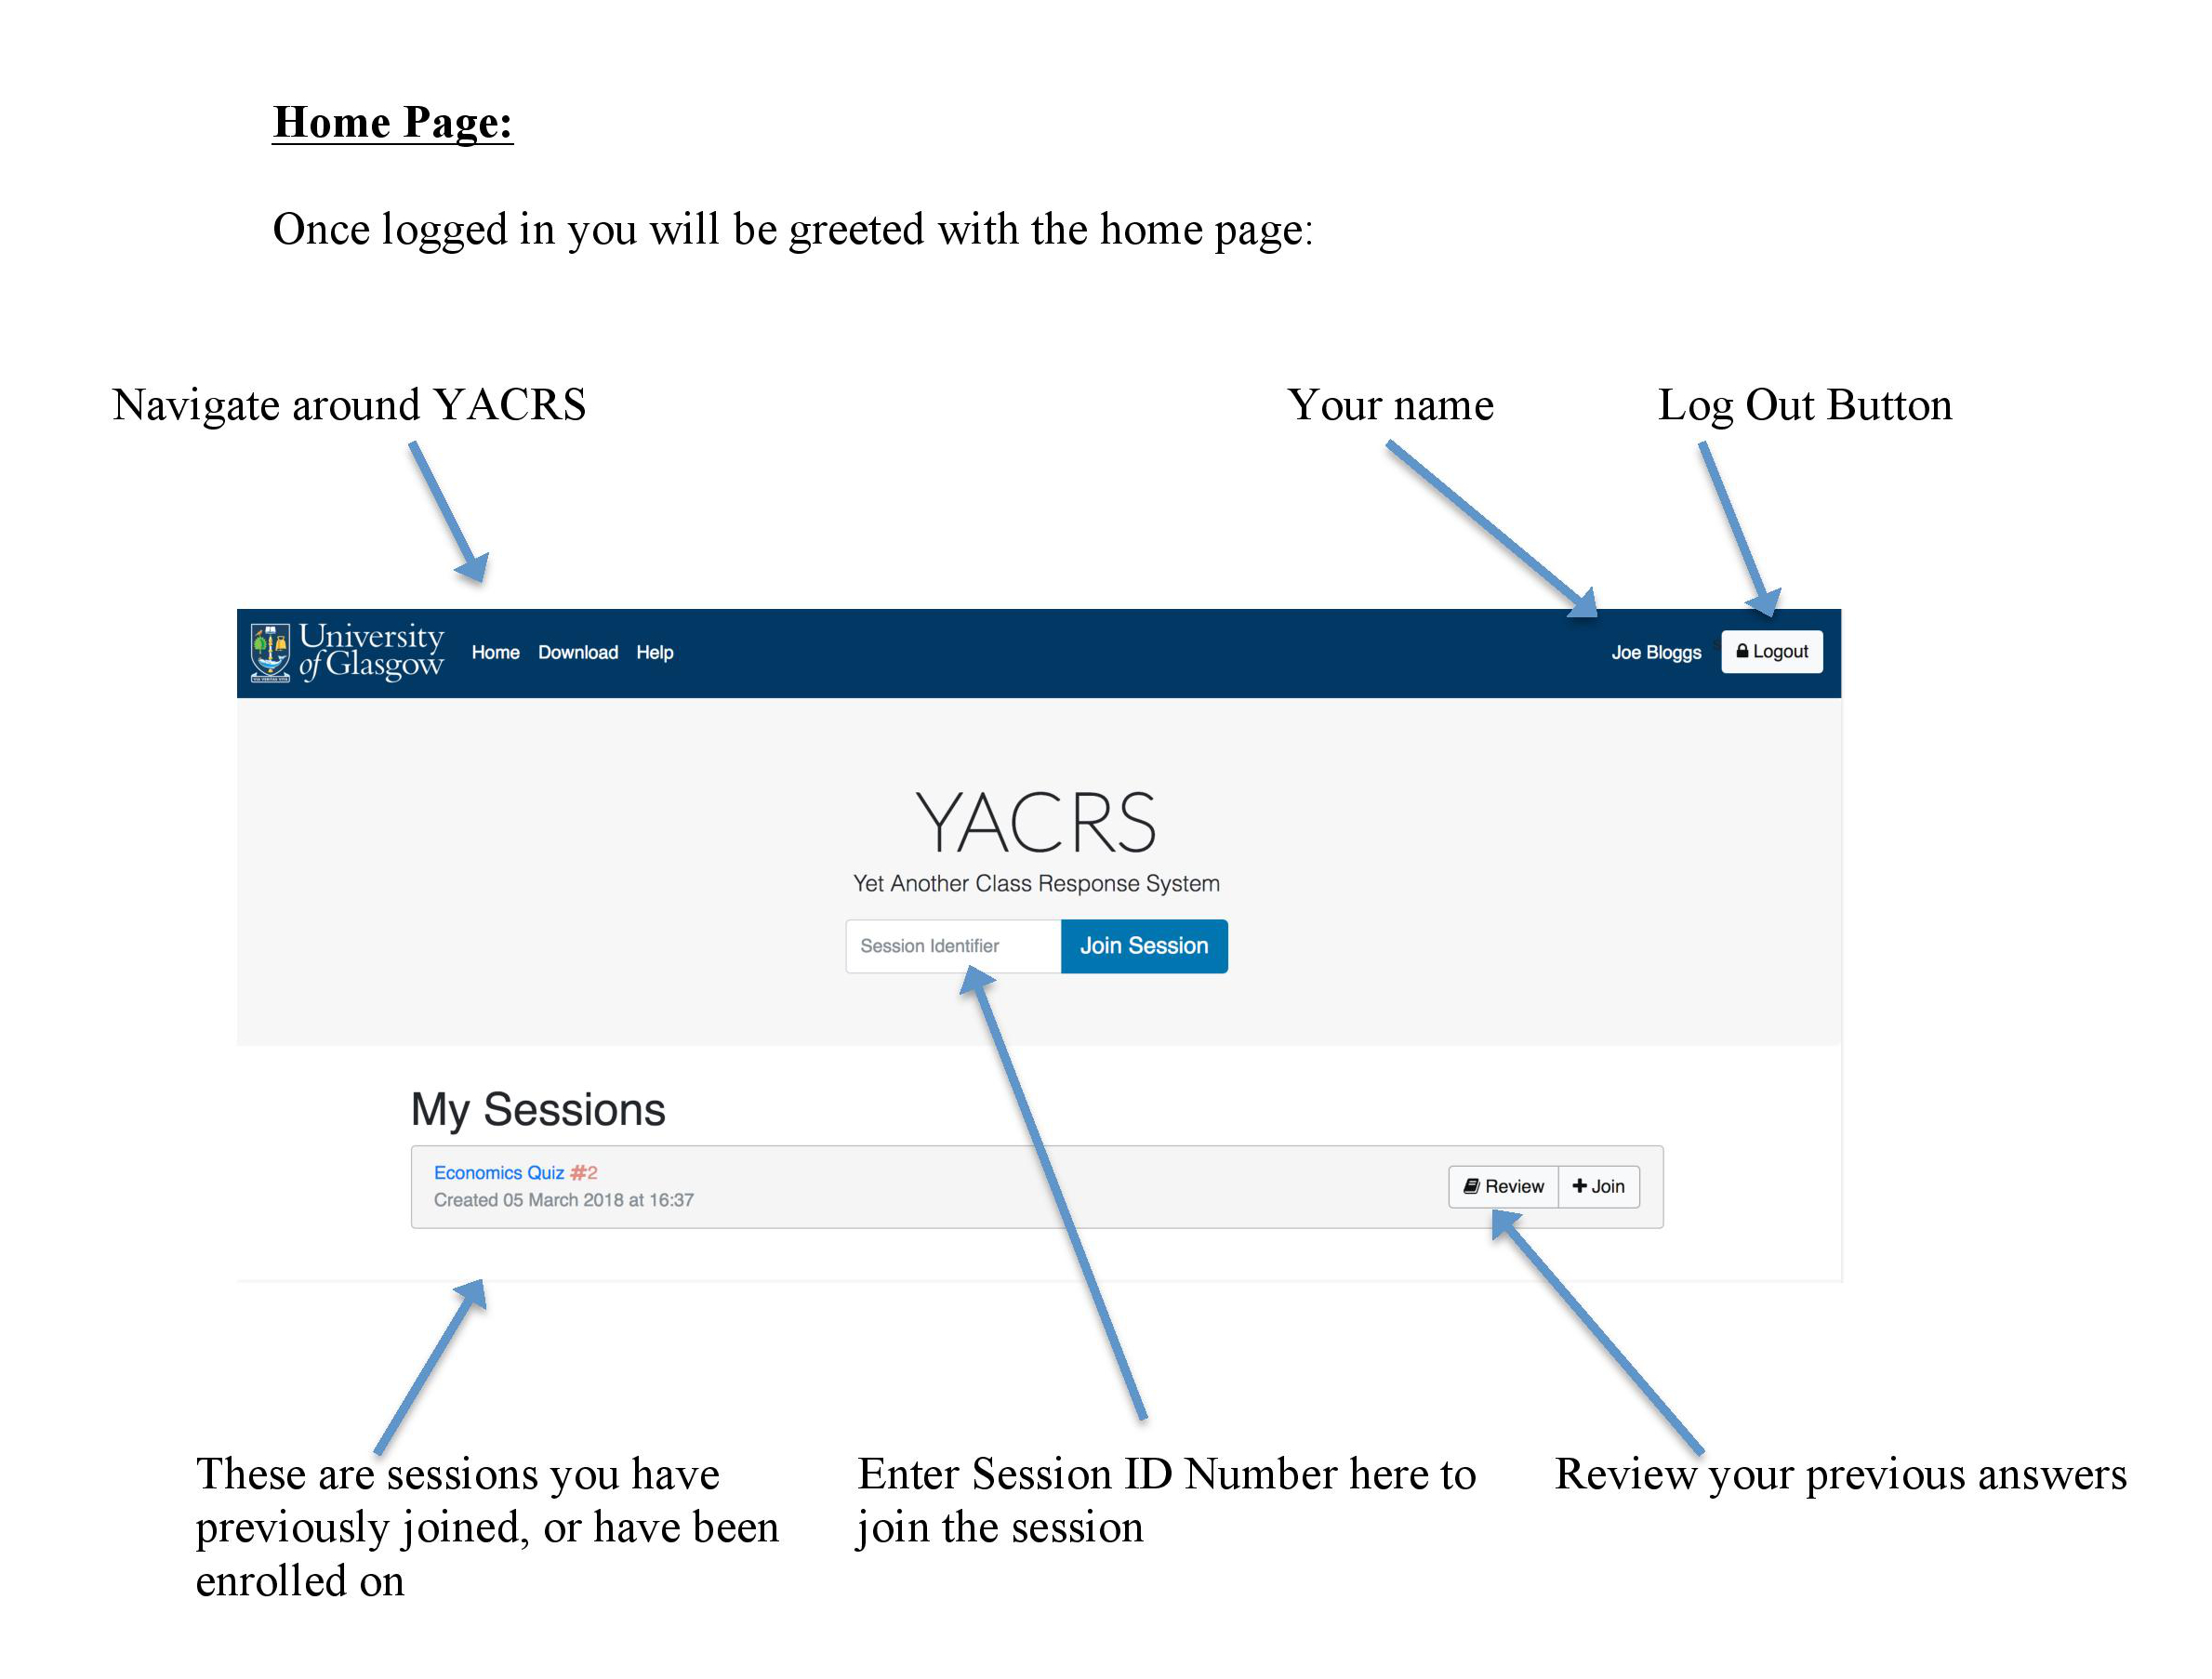 Home Page:
Once logged in you will be greeted with the home page:
Navigate around YACRS
Your name
Log Out Button
University
of Glasgow
Home Download Help
Joe Bloggs
Logout
YACRS
Yet Another Class Response System
Session Identifier
Join Session
My Sessions
Economics Quiz #2
Created 05 March 2018 at 16:37
Review
Join
These are sessions you have
previously joined, or have been
enrolled on
Enter Session ID Number here to
join the session
Review your previous answers